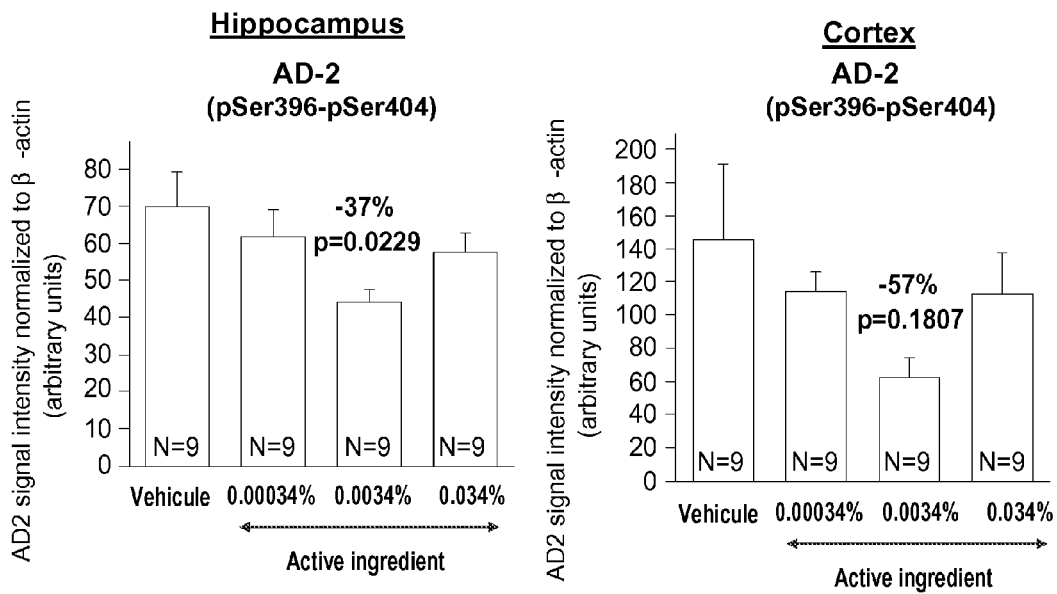 Hippocampus
AD-2
(pSer396-pSer404)
AD2 signal intensity normalized to β -actin
(arbitrary units)
80
70
60
50
40
30
20
10
0
-37%
p=0.0229
N=9 N=9 N=9 N=9
Vehicule 0.00034% 0.0034% 0.034%
Active ingredient
Cortex
AD-2
(pSer396-pSer404)
AD2 signal intensity normalized to β -actin
(arbitrary units)
200
180
160
140
120
100
80
60
40
20
0
-57%
p=0.1807
N=9 N=9 N=9 N=9
Vehicule 0.00034% 0.0034% 0.034%
Active ingredient